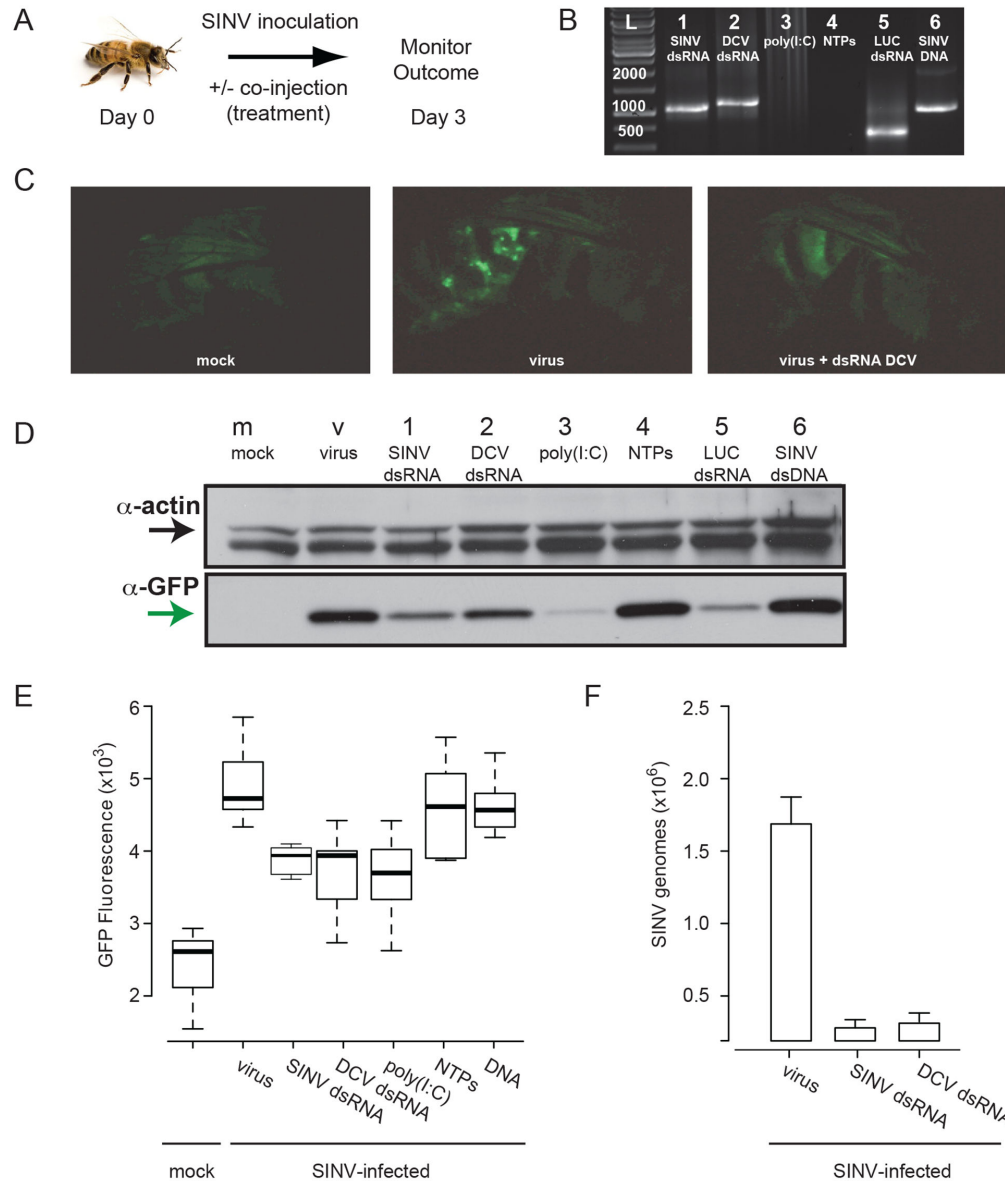 A
SINV inoculation
+/- co-injection
(treatment)
Day 0
Monitor
Outcome
Day 3
B
L 1 2 3 4 5 6
SINV dsRNA
DCV dsRNA
poly(I:C)
NTPs
LUC dsRNA
SINV DNA
2000
1000
500
C
mock
virus
virus + dsRNA DCV
D
m v 1 2 3 4 5 6
mock
virus
SINV dsRNA
DCV dsRNA
poly(I:C)
NTPs
LUC dsRNA
SINV dsDNA
α-actin
α-GFP
E
GFP Fluorescence (x10³)
6
5
4
3
2
virus
SINV dsRNA
DCV dsRNA
poly(I:C)
NTPs
DNA
mock
SINV-infected
F
SINV genomes (x10⁶)
2.5
2.0
1.5
1.0
0.5
virus
SINV dsRNA
DCV dsRNA
SINV-infected